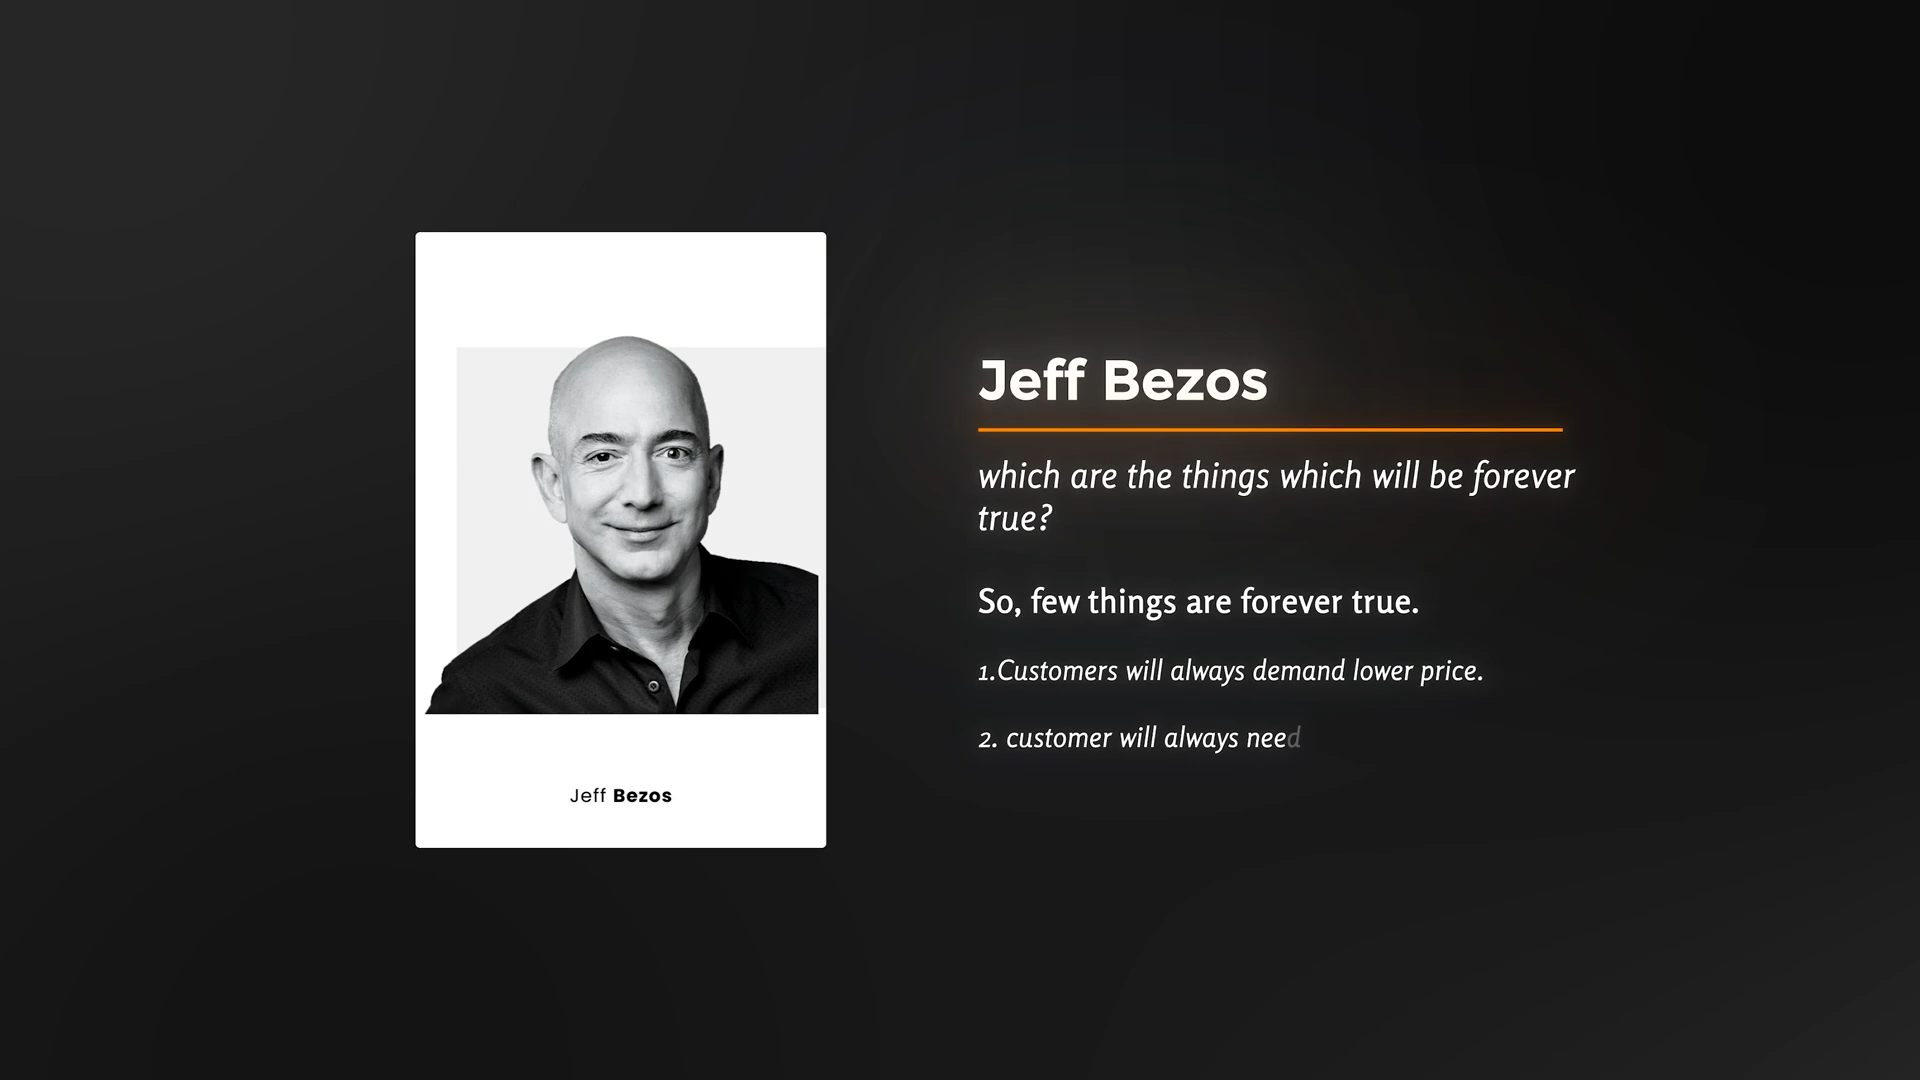 Jeff Bezos
which are the things which will be forever
true?
So, few things are forever true.
1.Customers will always demand lower price.
2. customer will always need
Jeff Bezos